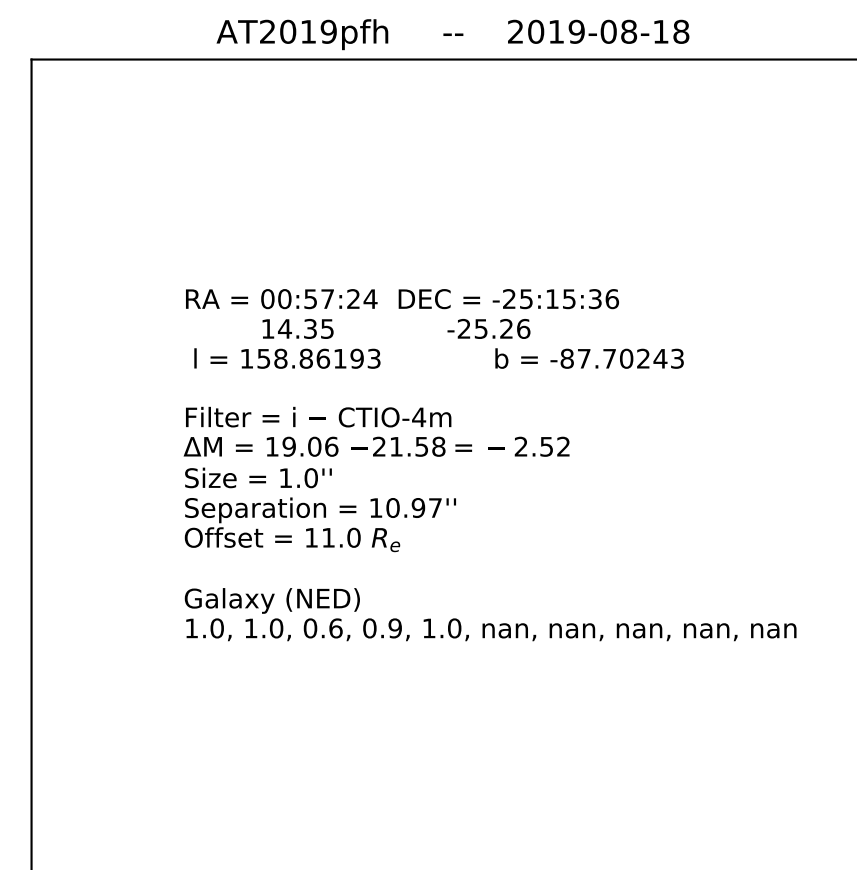 AT2019pfh -- 2019-08-18
RA = 00:57:24 DEC = -25:15:36
14.35 -25.26
l = 158.86193 b = -87.70243
Filter = i − CTIO-4m
ΔM = 19.06 −21.58 = − 2.52
Size = 1.0''
Separation = 10.97''
Offset = 11.0 Re
Galaxy (NED)
1.0, 1.0, 0.6, 0.9, 1.0, nan, nan, nan, nan, nan